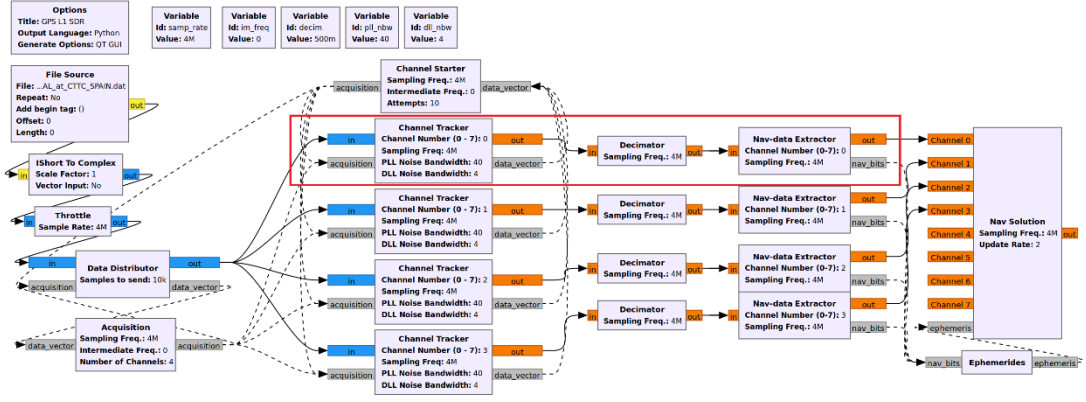 Options
Title: GPS L1 SDR
Output Language: Python
Generate Options: QT GUI
Variable
Id: samp_rate
Value: 4M
Variable
Id: im_freq
Value: 0
Variable
Id: decim
Value: 500m
Variable
Id: pll_nbw
Value: 40
Variable
Id: dll_nbw
Value: 4
File Source
File: ...AL_at_CTTC_SPAIN.dat
Repeat: No
Add begin tag: ()
Offset: 0
Length: 0
out
IShort To Complex
Scale Factor: 1
Vector Input: No
in
out
Throttle
Sample Rate: 4M
in
out
Data Distributor
Samples to send: 10k
in
acquisition
out
data_vector
Acquisition
Sampling Freq.: 4M
Intermediate Freq.: 0
Number of Channels: 4
data_vector
acquisition
Channel Starter
Sampling Freq.: 4M
Intermediate Freq.: 0
Attempts: 10
acquisition
data_vector
Channel Tracker
Channel Number (0 - 7): 0
Sampling Freq.: 4M
PLL Noise Bandwidth: 40
DLL Noise Bandwidth: 4
in
acquisition
out
data_vector
Decimator
Sampling Freq.: 4M
in
out
Nav-data Extractor
Channel Number (0-7): 0
Sampling Freq.: 4M
in
out
nav_bits
Channel Tracker
Channel Number (0 - 7): 1
Sampling Freq.: 4M
PLL Noise Bandwidth: 40
DLL Noise Bandwidth: 4
in
acquisition
out
data_vector
Decimator
Sampling Freq.: 4M
in
out
Nav-data Extractor
Channel Number (0-7): 1
Sampling Freq.: 4M
in
out
nav_bits
Channel Tracker
Channel Number (0 - 7): 2
Sampling Freq.: 4M
PLL Noise Bandwidth: 40
DLL Noise Bandwidth: 4
in
acquisition
out
data_vector
Decimator
Sampling Freq.: 4M
in
out
Nav-data Extractor
Channel Number (0-7): 2
Sampling Freq.: 4M
in
out
nav_bits
Channel Tracker
Channel Number (0 - 7): 3
Sampling Freq.: 4M
PLL Noise Bandwidth: 40
DLL Noise Bandwidth: 4
in
acquisition
out
data_vector
Decimator
Sampling Freq.: 4M
in
out
Nav-data Extractor
Channel Number (0-7): 3
Sampling Freq.: 4M
in
out
nav_bits
Channel 0
Channel 1
Channel 2
Channel 3
Channel 4
Channel 5
Channel 6
Channel 7
ephemeris
Nav Solution
Sampling Freq.: 4M
Update Rate: 2
out
nav_bits
Ephemerides
ephemeris